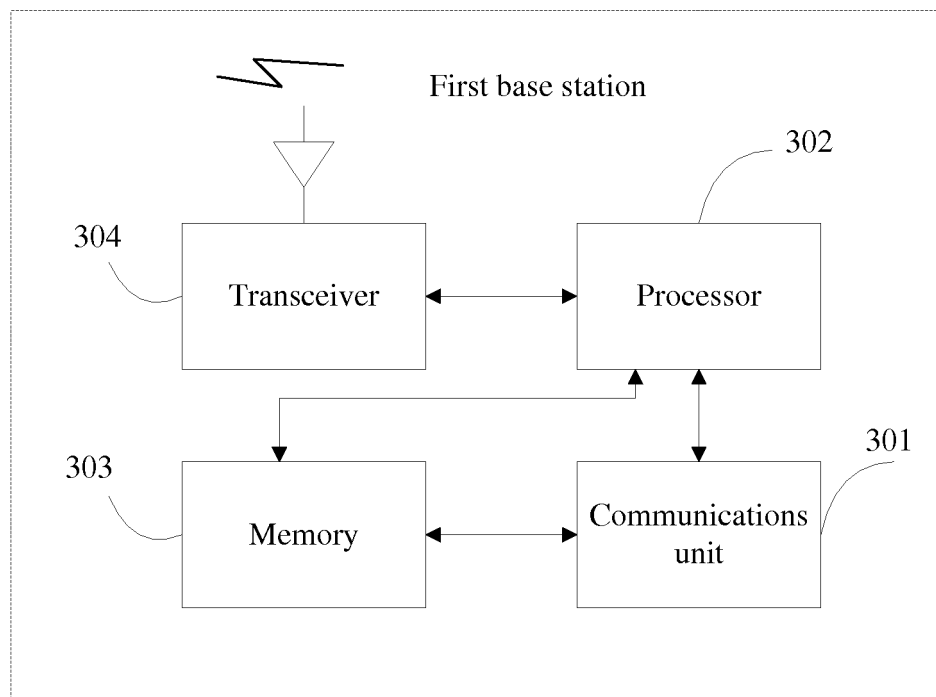 First base station
302
304
Transceiver
Processor
303
301
Memory
Communications
unit